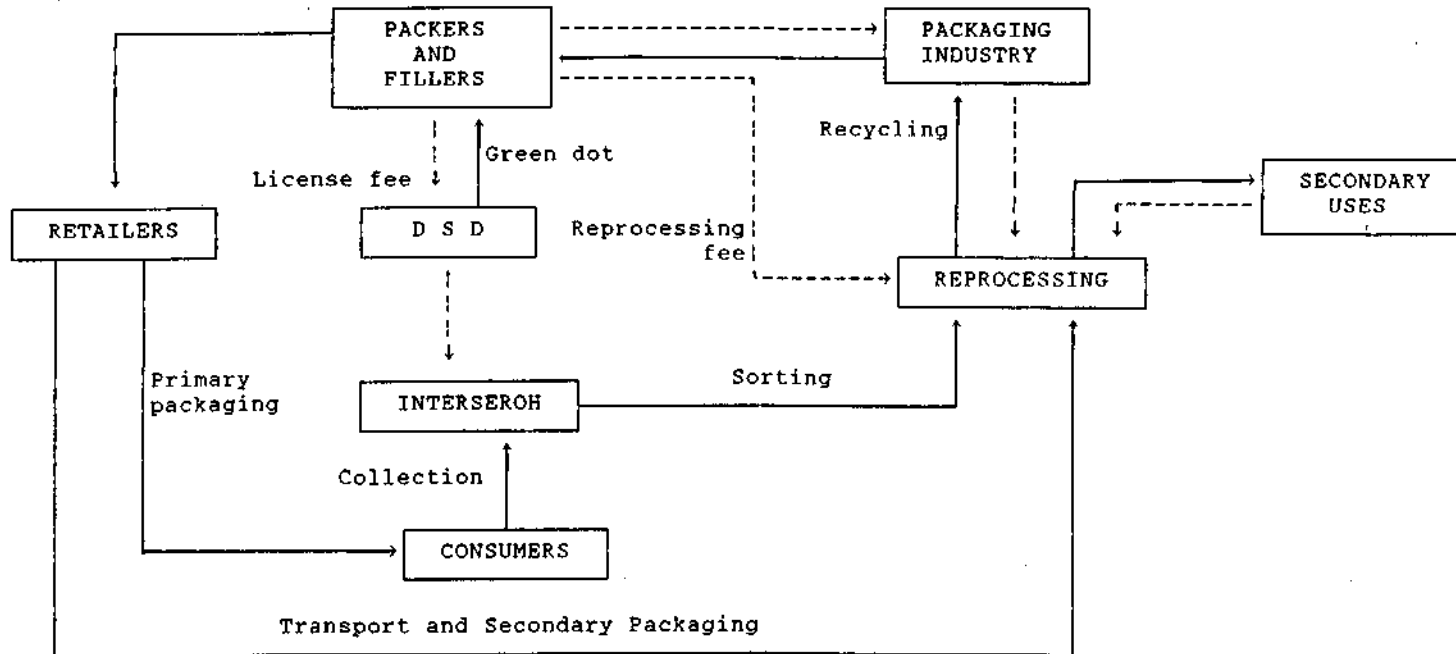 PACKERS
AND
FILLERS
PACKAGING
INDUSTRY
Recycling
Green dot
License fee
SECONDARY
USES
RETAILERS
D S D
Reprocessing
fee
REPROCESSING
Primary
packaging
INTERSEROH
Sorting
Collection
CONSUMERS
Transport and Secondary Packaging